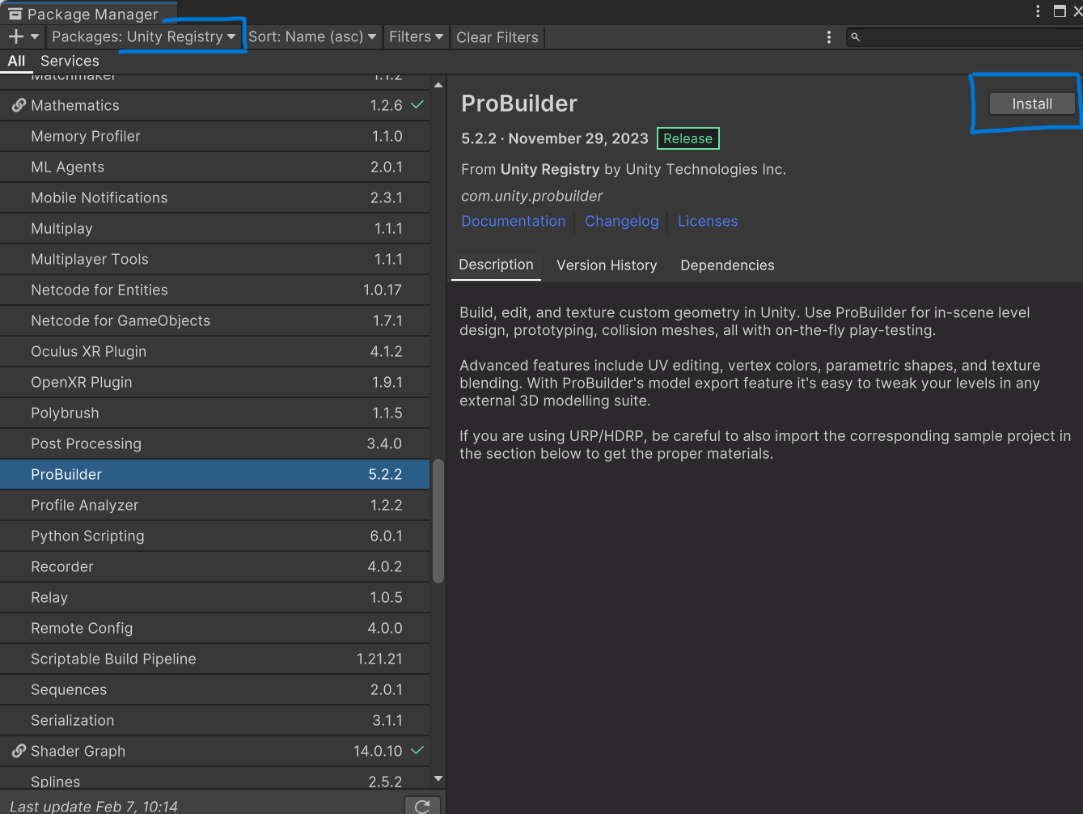 Package Manager
Packages: Unity Registry Sort: Name (asc) Filters Clear Filters
All Services
Matchmaker 1.1.2
Mathematics 1.2.6
Memory Profiler 1.1.0
ML Agents 2.0.1
Mobile Notifications 2.3.1
Multiplay 1.1.1
Multiplayer Tools 1.1.1
Netcode for Entities 1.0.17
Netcode for GameObjects 1.7.1
Oculus XR Plugin 4.1.2
OpenXR Plugin 1.9.1
Polybrush 1.1.5
Post Processing 3.4.0
ProBuilder 5.2.2
Profile Analyzer 1.2.2
Python Scripting 6.0.1
Recorder 4.0.2
Relay 1.0.5
Remote Config 4.0.0
Scriptable Build Pipeline 1.21.21
Sequences 2.0.1
Serialization 3.1.1
Shader Graph 14.0.10
Splines 2.5.2
Last update Feb 7, 10:14
ProBuilder
Install
5.2.2 · November 29, 2023 Release
From Unity Registry by Unity Technologies Inc.
com.unity.probuilder
Documentation Changelog Licenses
Description Version History Dependencies
Build, edit, and texture custom geometry in Unity. Use ProBuilder for in-scene level
design, prototyping, collision meshes, all with on-the-fly play-testing.
Advanced features include UV editing, vertex colors, parametric shapes, and texture
blending. With ProBuilder's model export feature it's easy to tweak your levels in any
external 3D modelling suite.
If you are using URP/HDRP, be careful to also import the corresponding sample project in
the section below to get the proper materials.